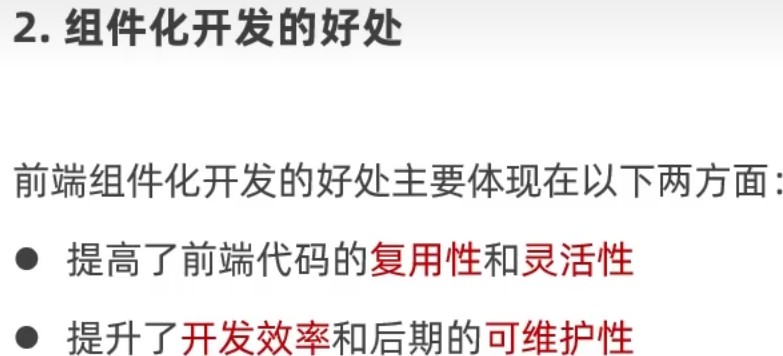 2. 组件化开发的好处
前端组件化开发的好处主要体现在以下两方面：
● 提高了前端代码的复用性和灵活性
● 提升了开发效率和后期的可维护性